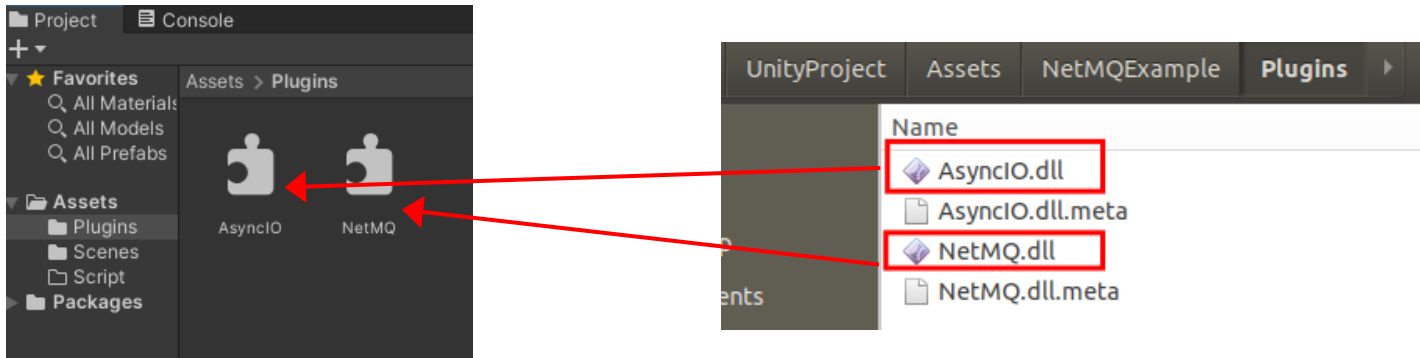 Project Console
Favorites
All Materials
All Models
All Prefabs
Assets
Plugins
Scenes
Script
Packages
Assets > Plugins
AsyncIO NetMQ
UnityProject Assets NetMQExample Plugins
Name
AsyncIO.dll
AsyncIO.dll.meta
NetMQ.dll
NetMQ.dll.meta
ents